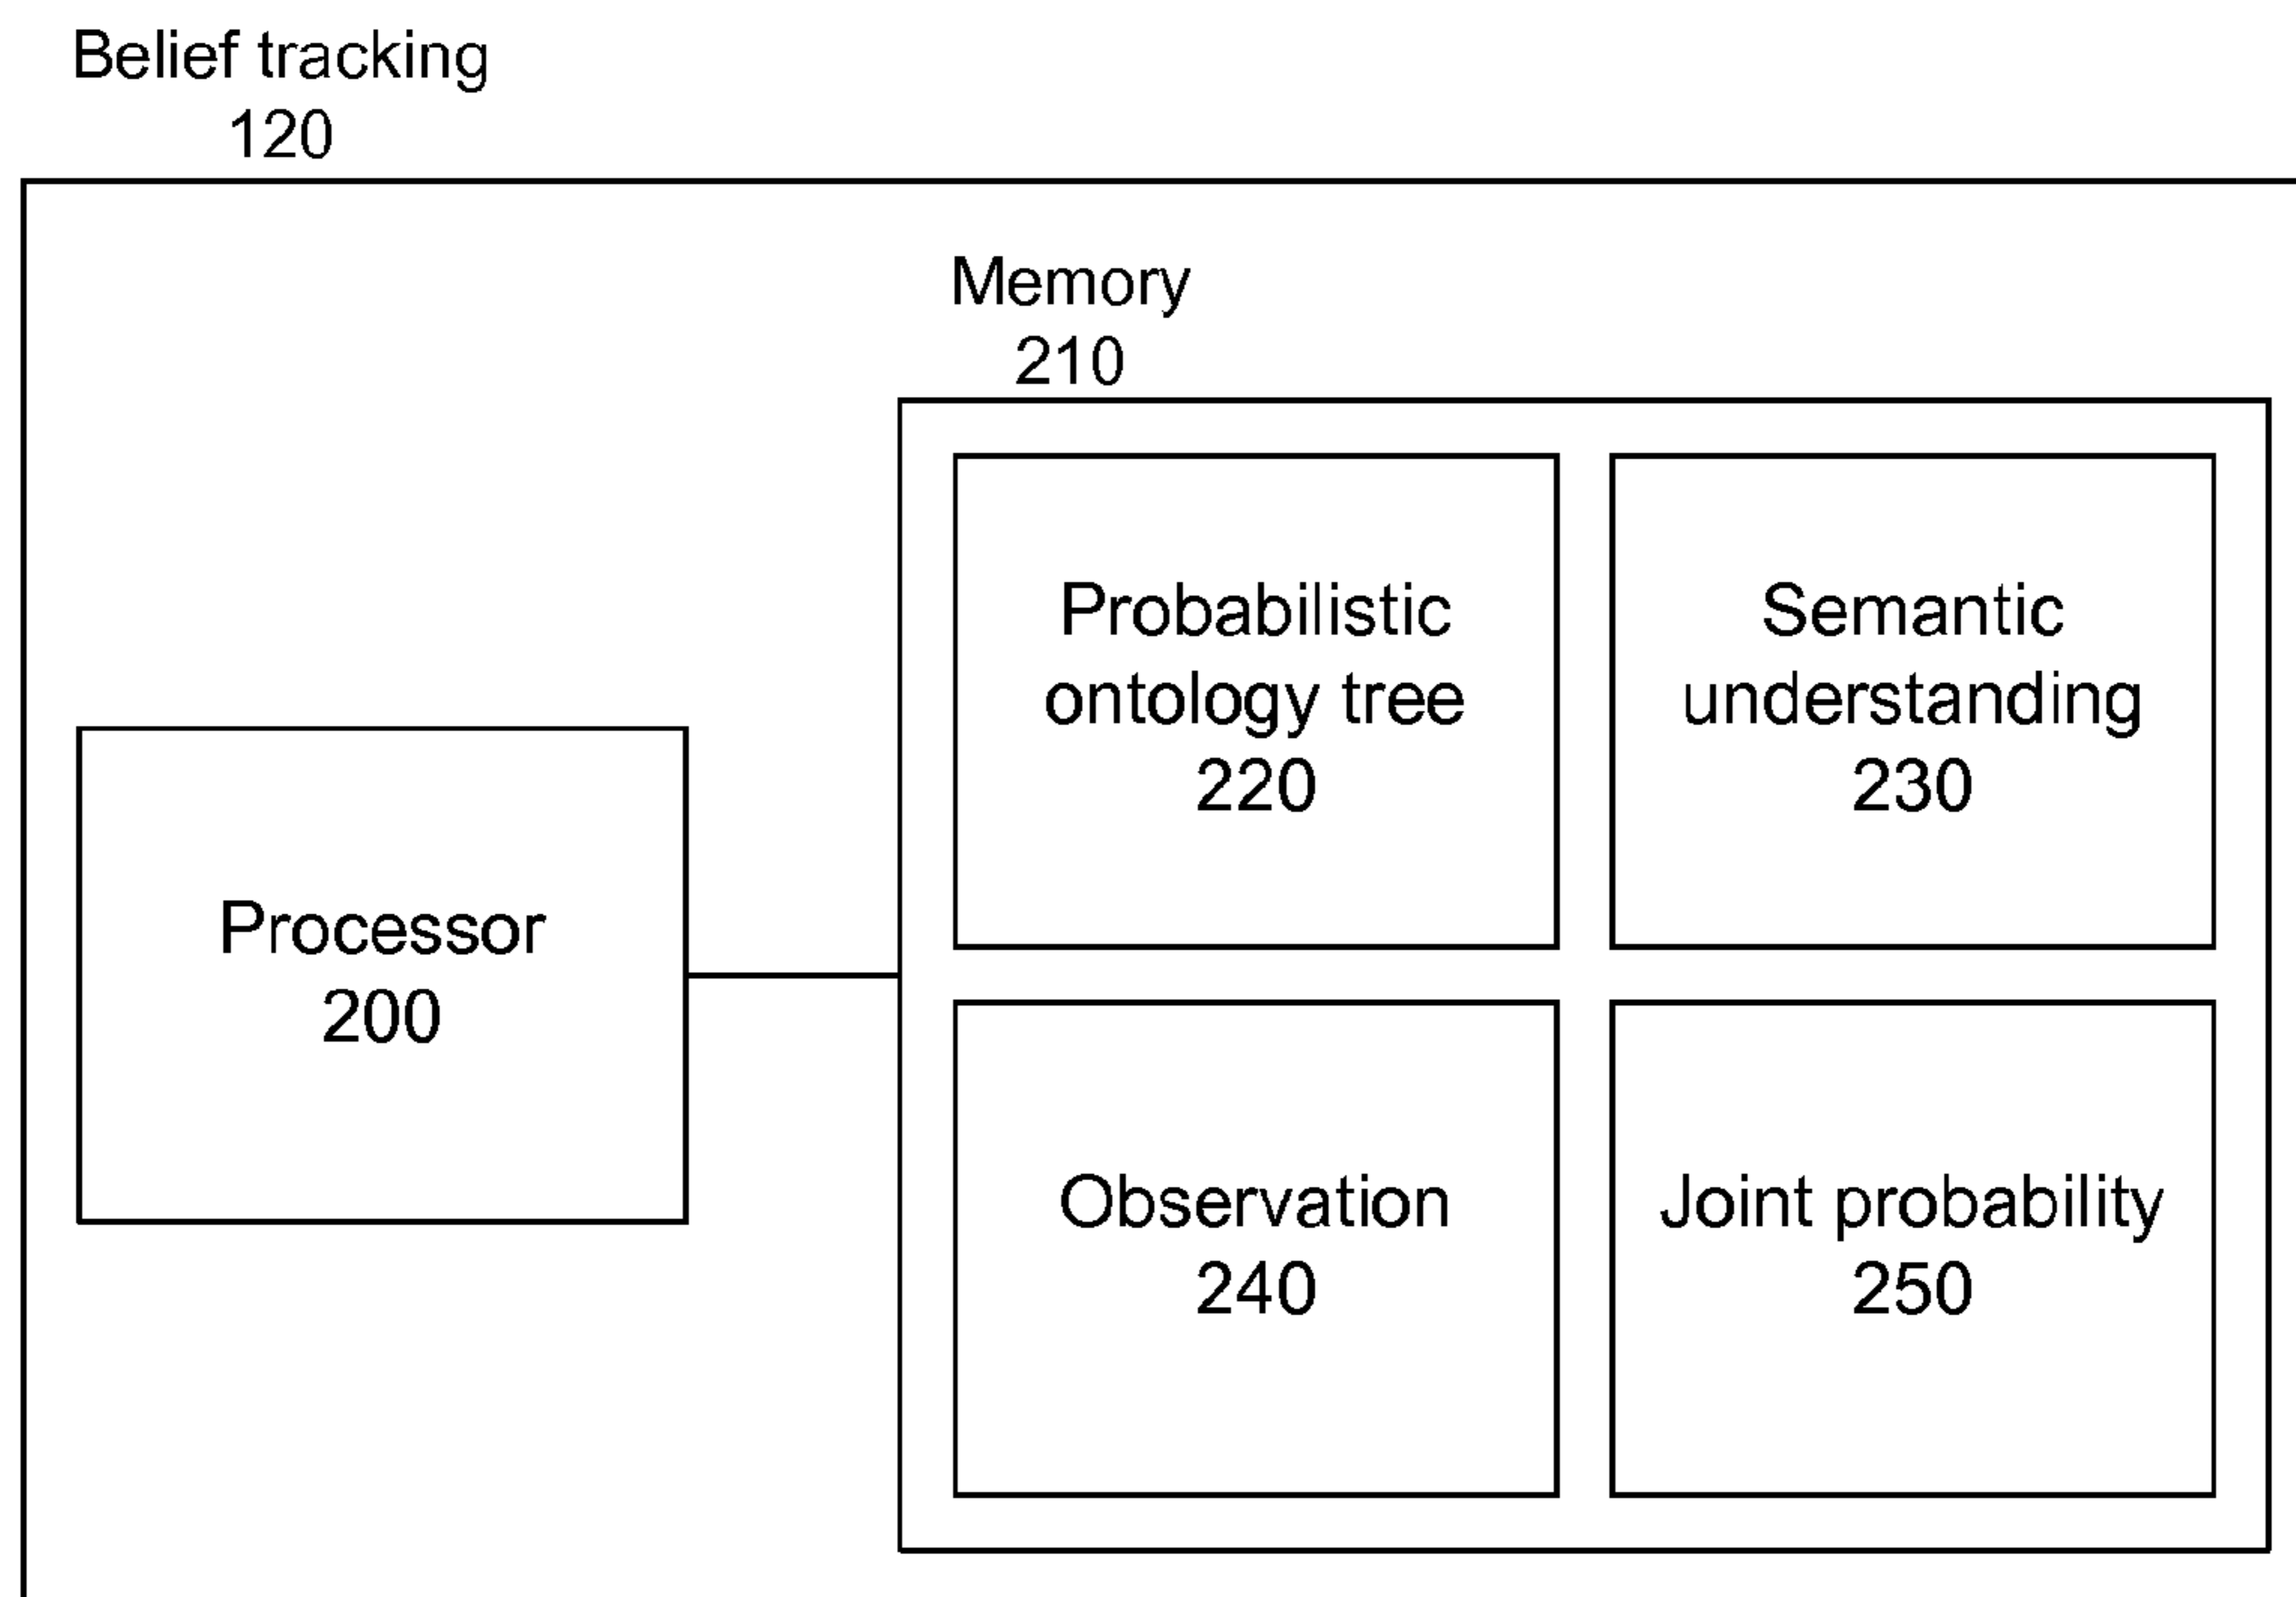 Belief tracking
120
Memory
210
Probabilistic
ontology tree
220
Semantic
understanding
230
Processor
200
Observation
240
Joint probability
250